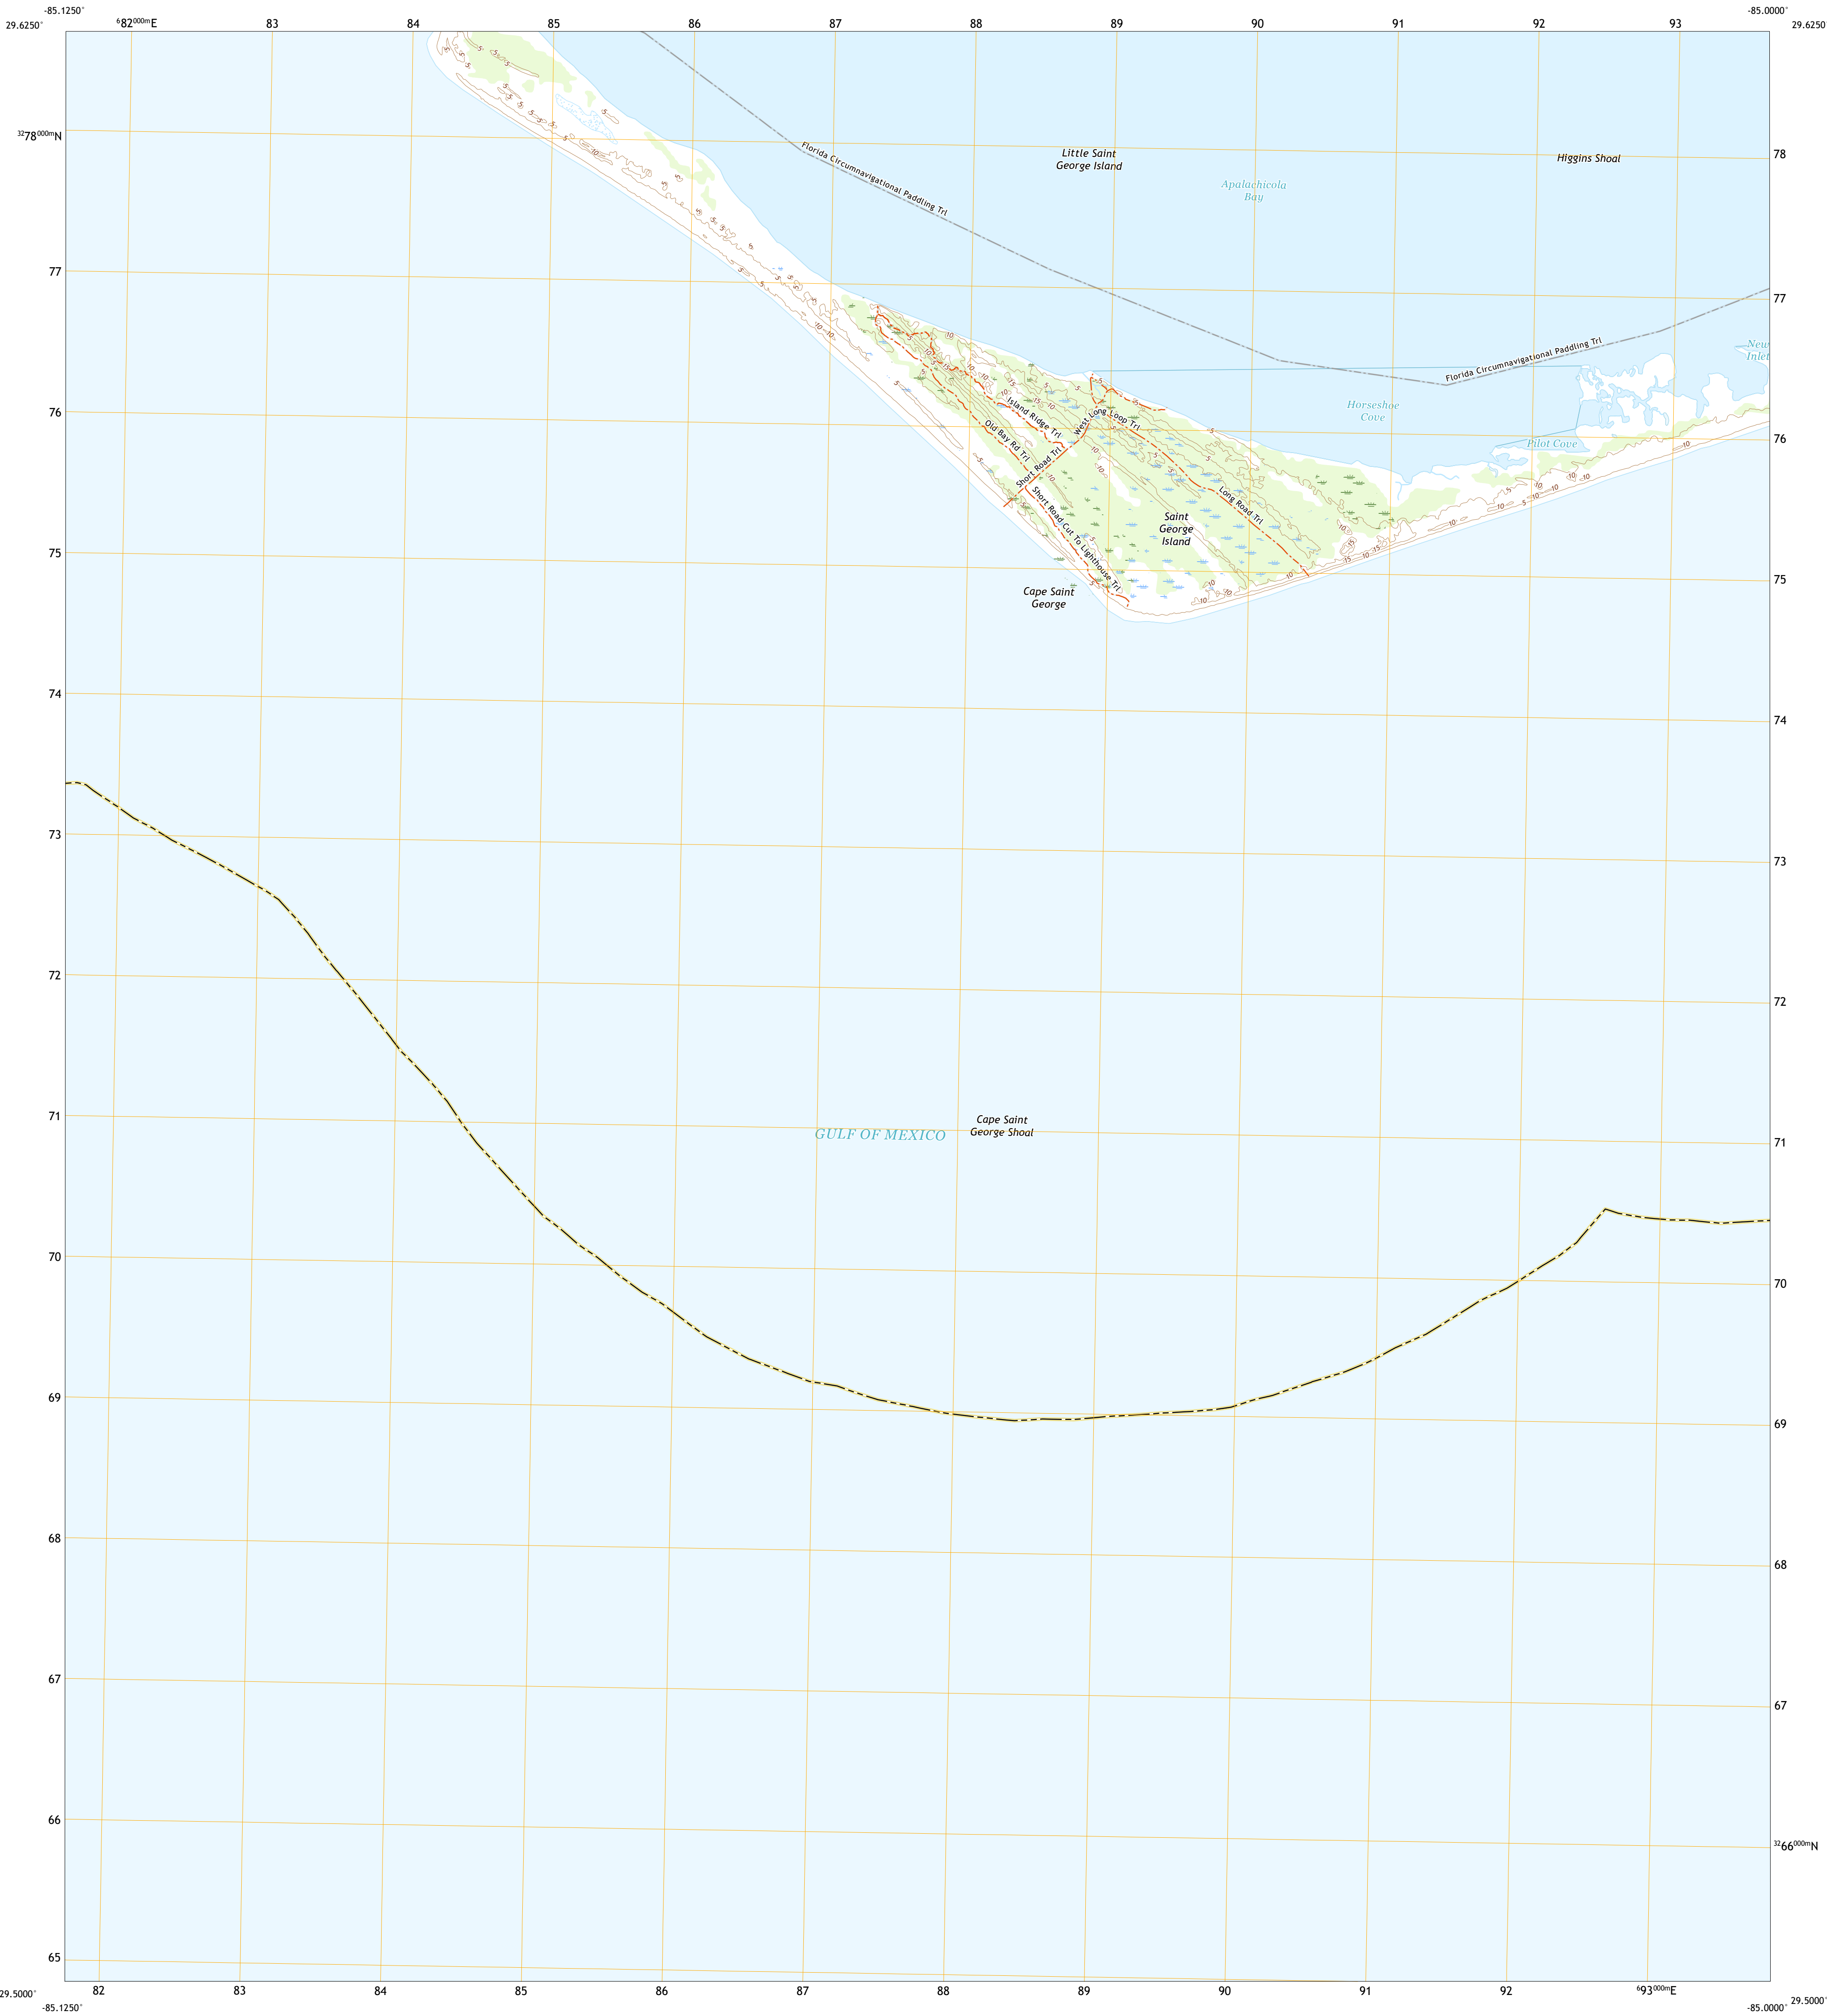 -85.1250°
-85.0000°
29.6250°
⁶82⁰⁰⁰ᵐE
83
84
85
86
87
88
89
90
91
92
93
29.6250°
³²78⁰⁰⁰ᵐN
78
Little Saint
George Island
Higgins Shoal
Apalachicola
Bay
Florida Circumnavigational Paddling Trl
77
77
New
Inlet
Florida Circumnavigational Paddling Trl
Horseshoe
Cove
Pilot Cove
76
76
Island Ridge Trl
West Long Loop Trl
Old Bay Rd Trl
Short Road Trl
Long Road Trl
Short Road Cut To Lighthouse Trl
Saint
George
Island
75
75
Cape Saint
George
74
74
73
73
72
72
71
71
Cape Saint
George Shoal
GULF OF MEXICO
70
70
69
69
68
68
67
67
66
³²66⁰⁰⁰ᵐN
65
82
83
84
85
86
87
88
89
90
91
92
⁶93⁰⁰⁰ᵐE
29.5000°
29.5000°
-85.1250°
-85.0000°